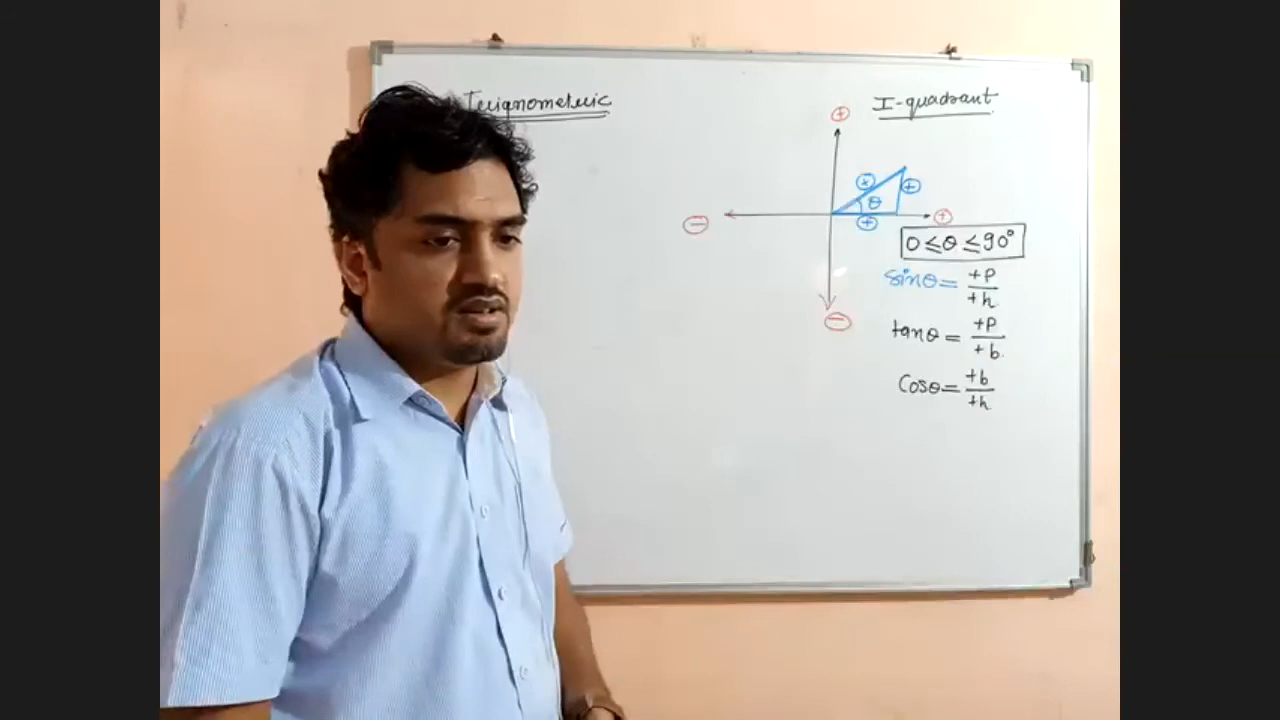 Trignometric
I-quadrant
+
+
+
θ
+
+
−
0 ≤ θ ≤ 90°
sinθ = +P/+h
−
tanθ = +P/+b
Cosθ = +b/+h